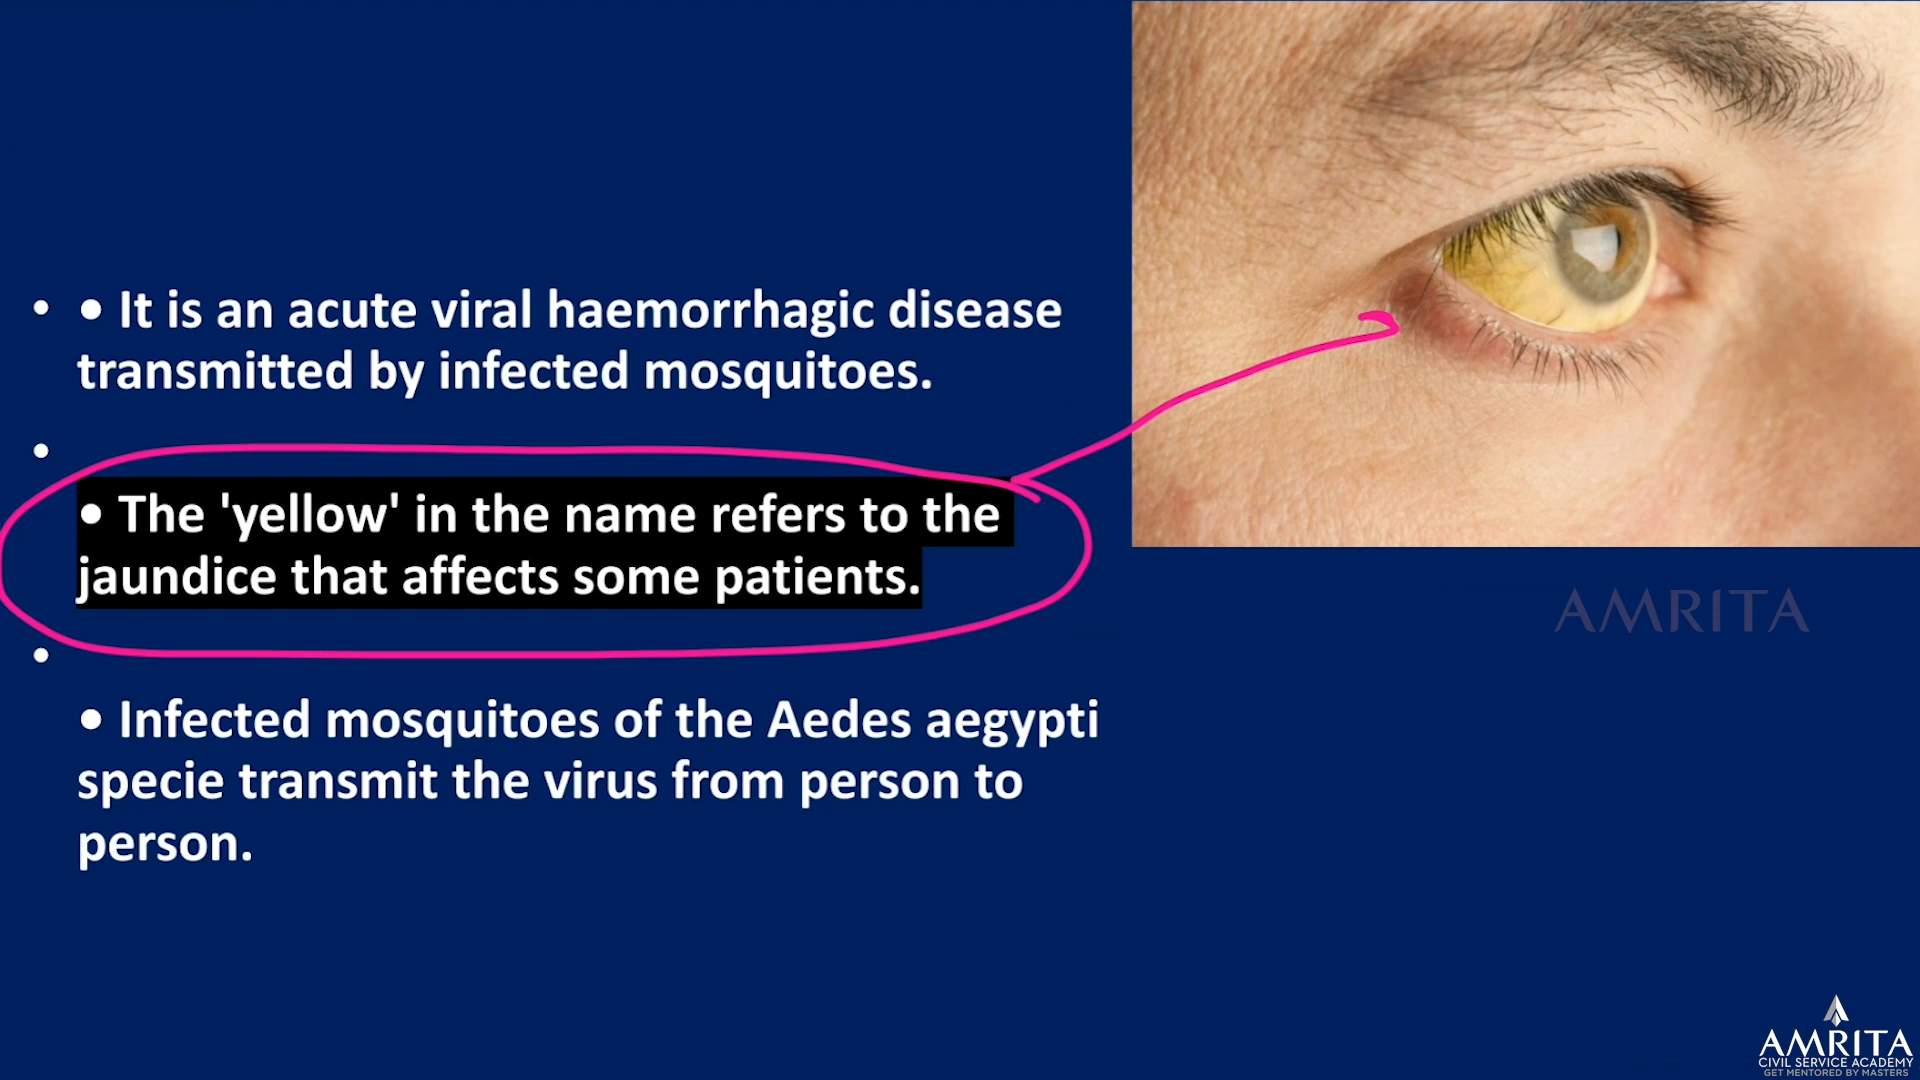 • • It is an acute viral haemorrhagic disease
transmitted by infected mosquitoes.
•
• The 'yellow' in the name refers to the
jaundice that affects some patients.
•
• Infected mosquitoes of the Aedes aegypti
specie transmit the virus from person to
person.
AMRITA
AMRITA
CIVIL SERVICE ACADEMY
GET MENTORED BY MASTERS